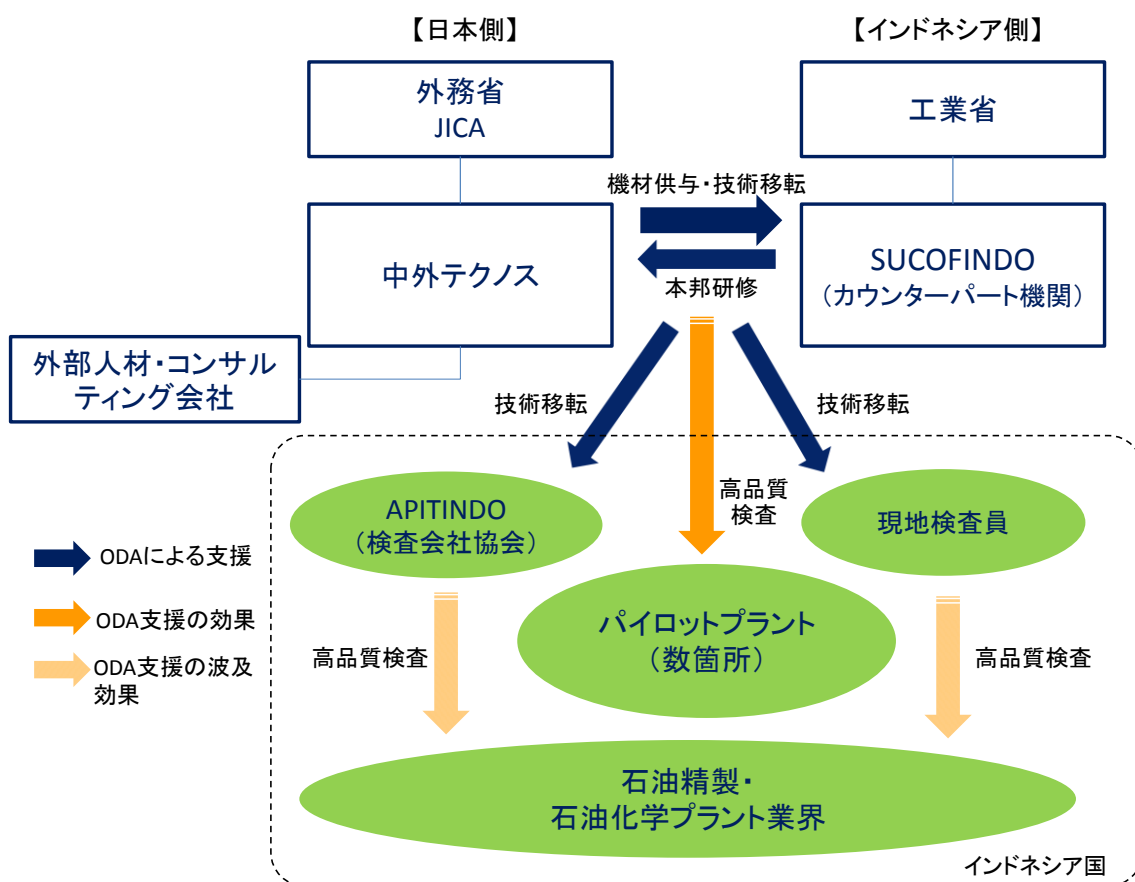 【日本側】
【インドネシア側】
外務省
JICA
工業省
機材供与・技術移転
中外テクノス
SUCOFINDO
（カウンターパート機関）
本邦研修
外部人材・コンサル
ティング会社
技術移転
技術移転
高品質
検査
APITINDO
（検査会社協会）
現地検査員
ODAによる支援
ODA支援の効果
ODA支援の波及
効果
パイロットプラント
（数箇所）
高品質検査
高品質検査
石油精製・
石油化学プラント業界
インドネシア国